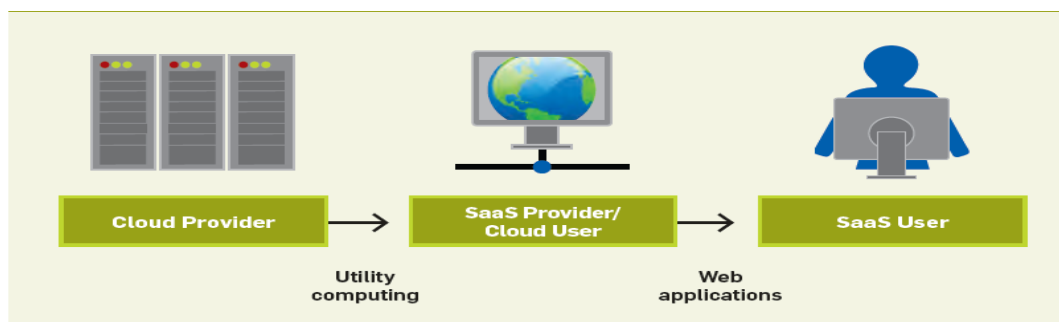 Cloud Provider
SaaS Provider/
Cloud User
SaaS User
Utility
computing
Web
applications